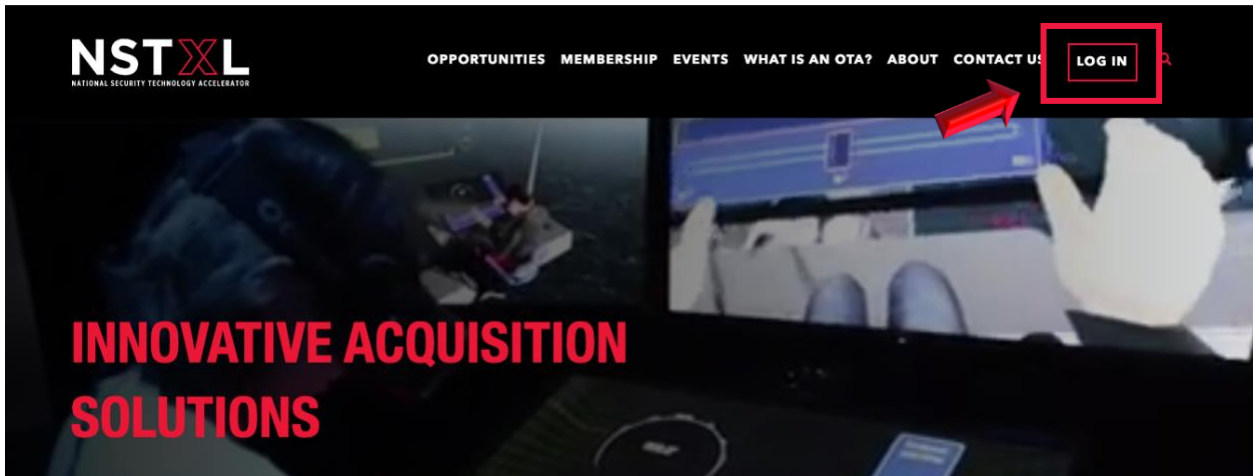 NSTXL
NATIONAL SECURITY TECHNOLOGY ACCELERATOR
OPPORTUNITIES MEMBERSHIP EVENTS WHAT IS AN OTA? ABOUT CONTACT US LOG IN
INNOVATIVE ACQUISITION
SOLUTIONS